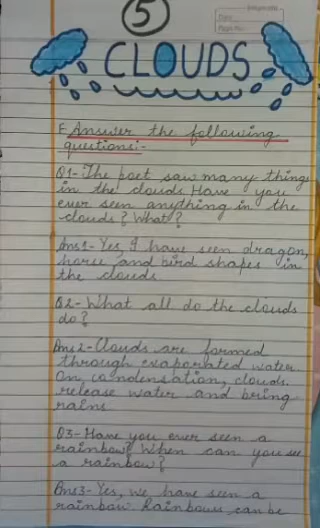 5
Date
CLOUDS
F. Answer the following
questions:-
Q1- The poet saw many things
in the clouds. Have you
ever seen anything in the
clouds? What?
Ans1- Yes, I have seen dragon,
horse and bird shapes in
the clouds
Q2- What all do the clouds
do?
Ans2- Clouds are formed
through evaporated water.
On condensation, clouds
release water and bring
rains
Q3- Have you ever seen a
rainbow? When can you see
a rainbow?
Ans3- Yes, we have seen a
rainbow. Rainbows can be